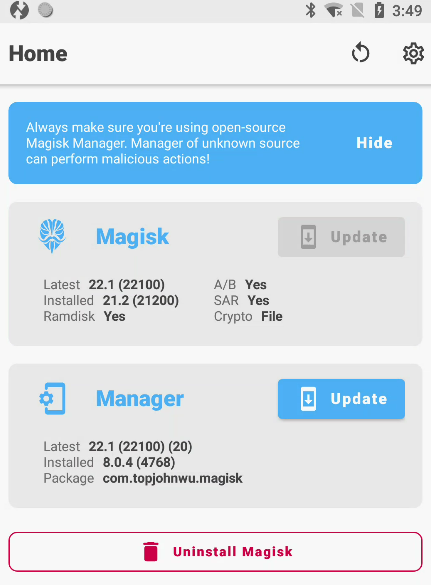 3:49
Home
Always make sure you're using open-source
Magisk Manager. Manager of unknown source
can perform malicious actions!
Hide
Magisk
Update
Latest 22.1 (22100)
Installed 21.2 (21200)
Ramdisk Yes
A/B Yes
SAR Yes
Crypto File
Manager
Update
Latest 22.1 (22100) (20)
Installed 8.0.4 (4768)
Package com.topjohnwu.magisk
Uninstall Magisk